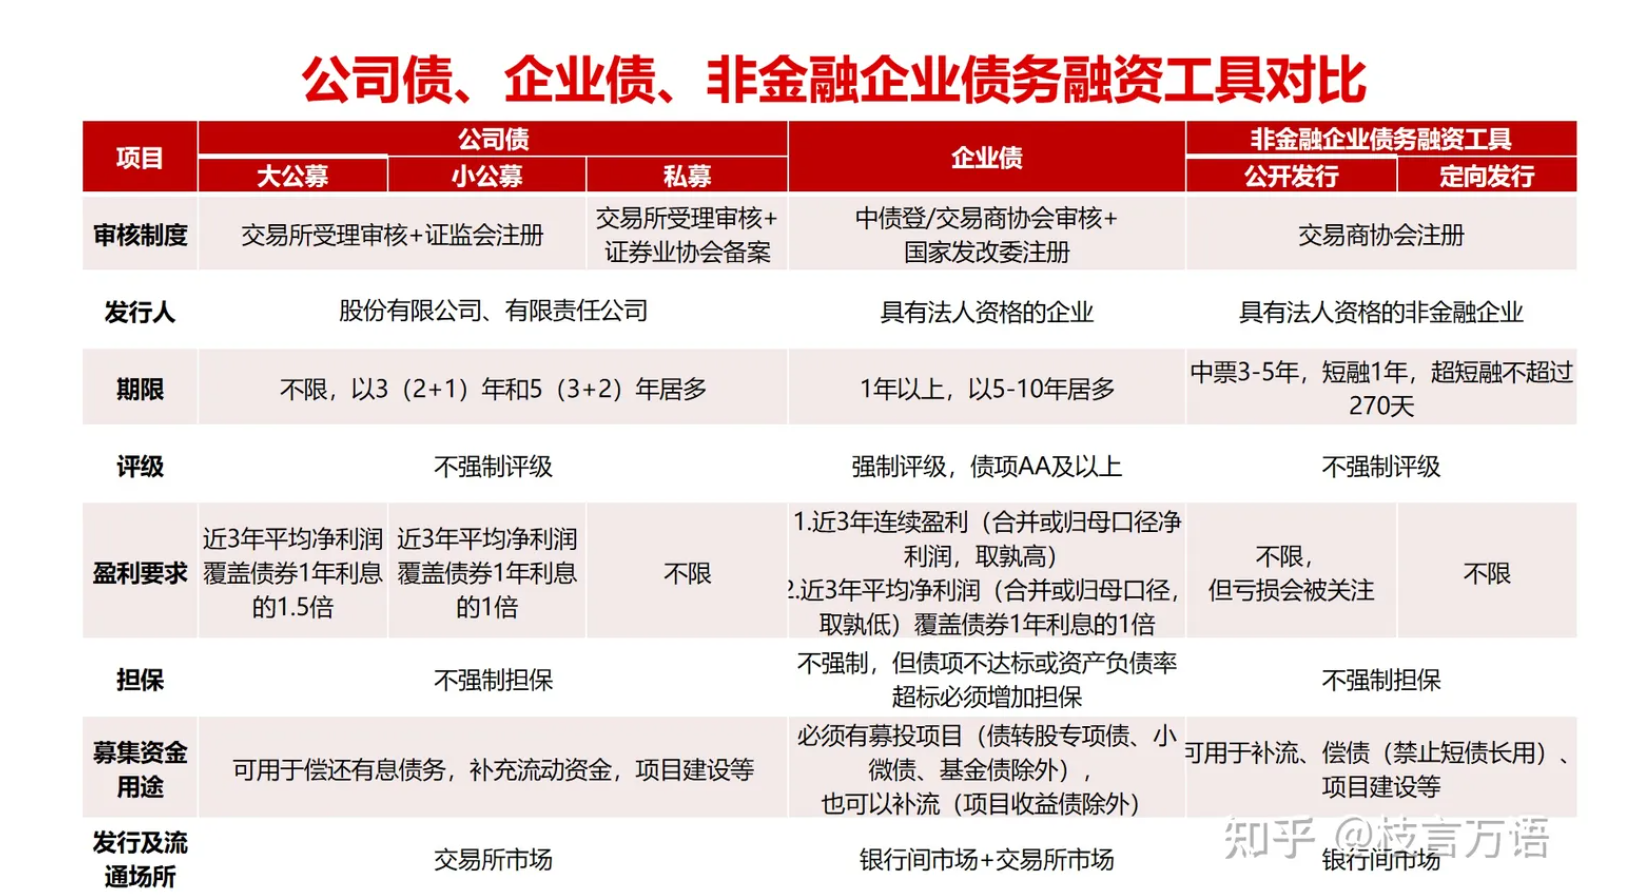 公司债、企业债、非金融企业债务融资工具对比
项目
公司债
企业债
非金融企业债务融资工具
大公募
小公募
私募
公开发行
定向发行
审核制度
交易所受理审核+证监会注册
交易所受理审核+
证券业协会备案
中债登/交易商协会审核+
国家发改委注册
交易商协会注册
发行人
股份有限公司、有限责任公司
具有法人资格的企业
具有法人资格的非金融企业
期限
不限，以3（2+1）年和5（3+2）年居多
1年以上，以5-10年居多
中票3-5年，短融1年，超短融不超过
270天
评级
不强制评级
强制评级，债项AA及以上
不强制评级
盈利要求
近3年平均净利润
覆盖债券1年利息
的1.5倍
近3年平均净利润
覆盖债券1年利息
的1倍
不限
1.近3年连续盈利（合并或归母口径净
利润，取孰高）
2.近3年平均净利润（合并或归母口径，
取孰低）覆盖债券1年利息的1倍
不限，
但亏损会被关注
不限
担保
不强制担保
不强制，但债项不达标或资产负债率
超标必须增加担保
不强制担保
募集资金
用途
可用于偿还有息债务，补充流动资金，项目建设等
必须有募投项目（债转股专项债、小
微债、基金债除外），
也可以补流（项目收益债除外）
可用于补流、偿债（禁止短债长用）、
项目建设等
发行及流
通场所
交易所市场
银行间市场+交易所市场
银行间市场
知乎 @枝言万语